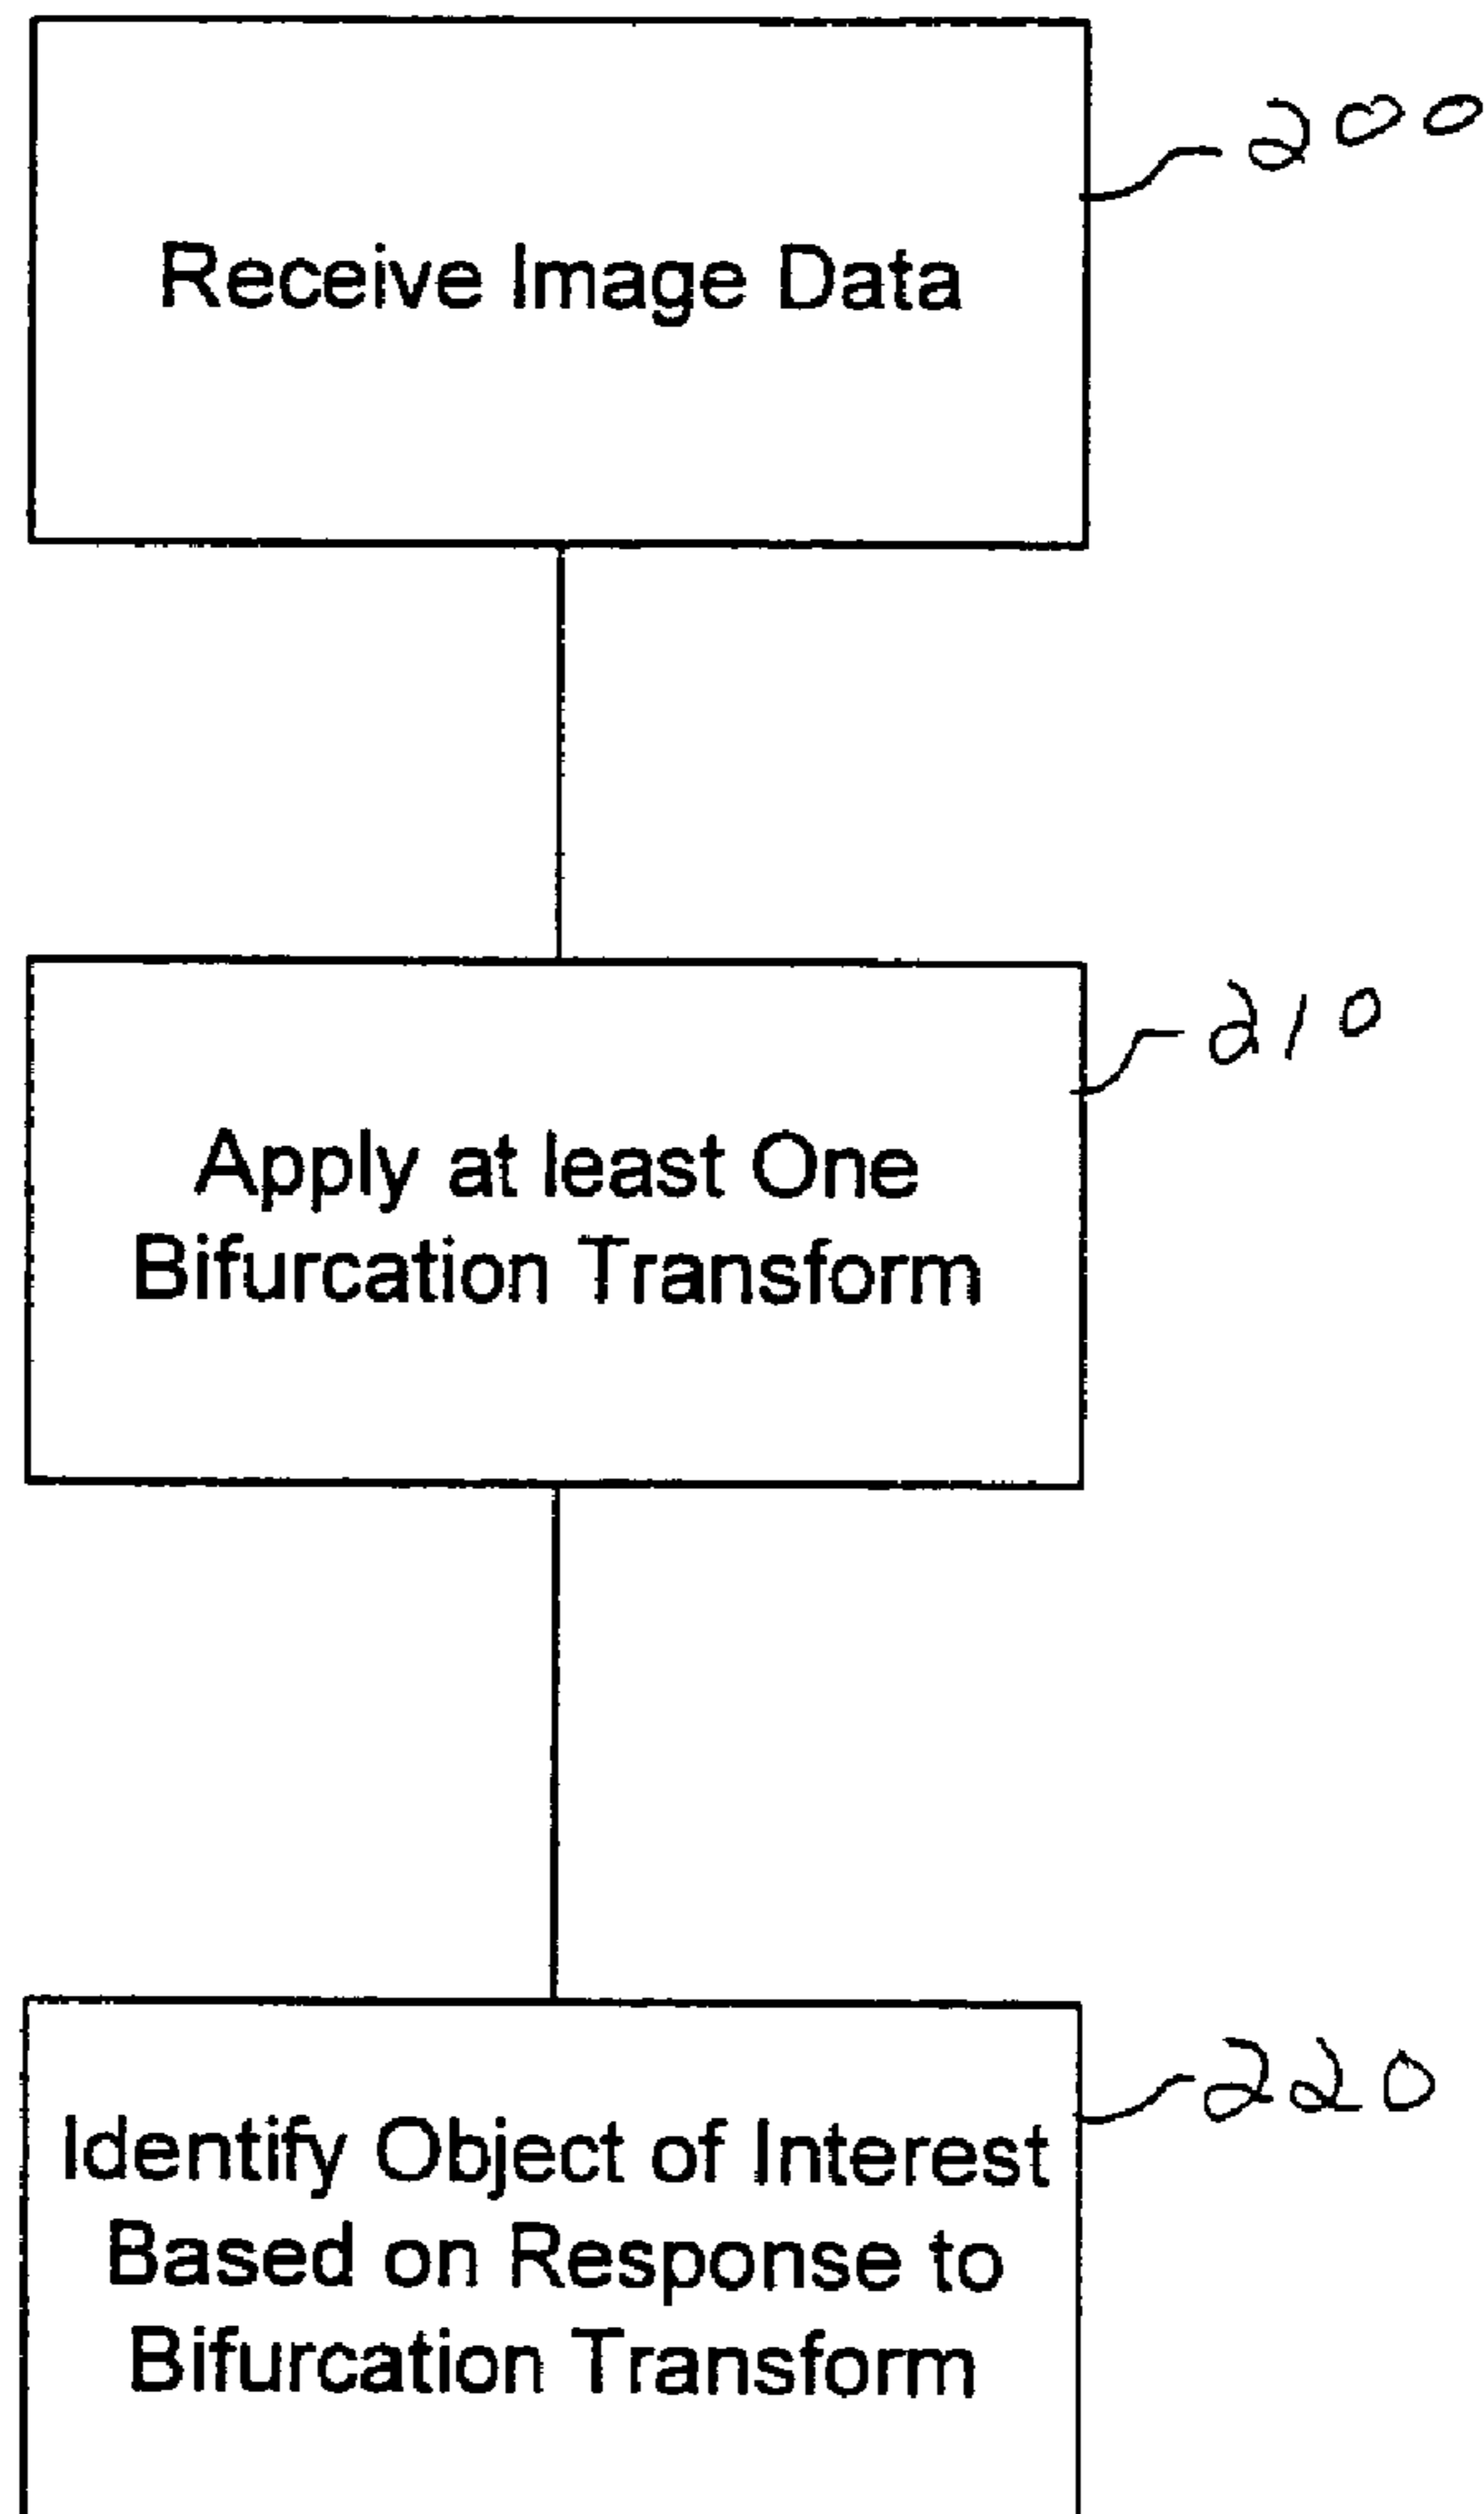 Receive Image Data
200
Apply at least One
Bifurcation Transform
210
Identify Object of Interest
Based on Response to
Bifurcation Transform
220